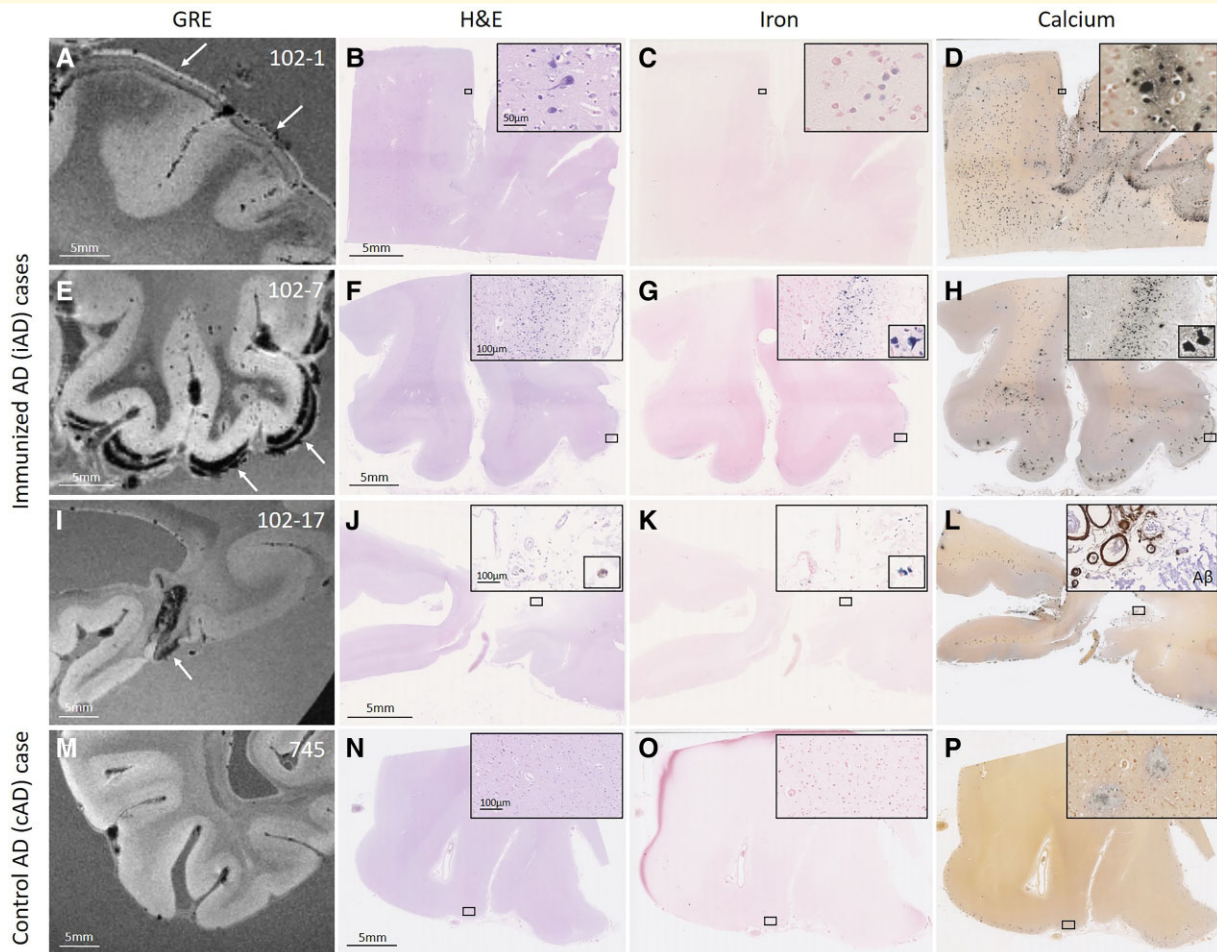 GRE H&E Iron Calcium
Immunized AD (iAD) cases
A 102-1 5mm
B 50μm 5mm
C
D
E 102-7 5mm
F 100μm 5mm
G
H
I 102-17 5mm
J 100μm 5mm
K
L Aβ
Control AD (cAD) case
M 745 5mm
N 100μm 5mm
O
P